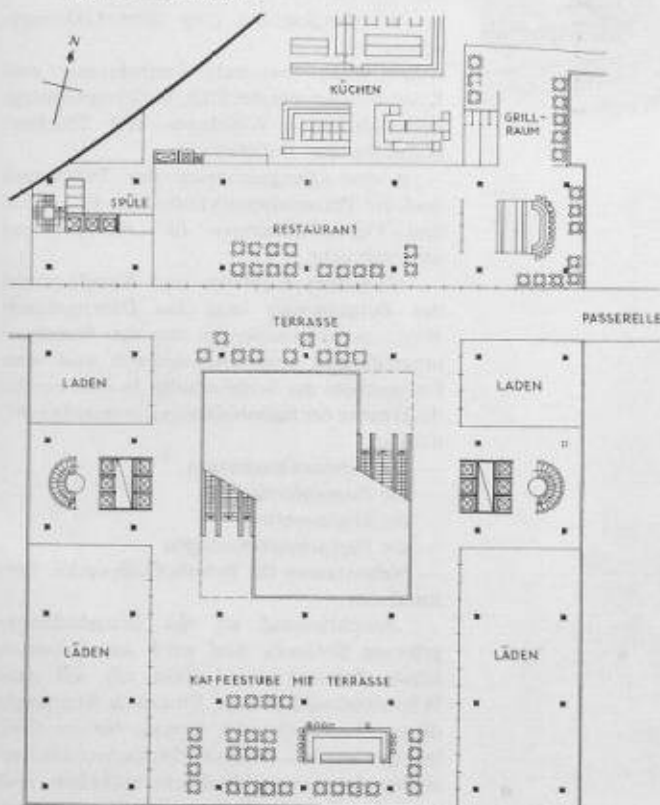 N
KÜCHEN
GRILL-
RAUM
SPÜLE
RESTAURANT
TERRASSE
PASSERELLE
LADEN
LADEN
LÄDEN
LÄDEN
KAFFEESTUBE MIT TERRASSE